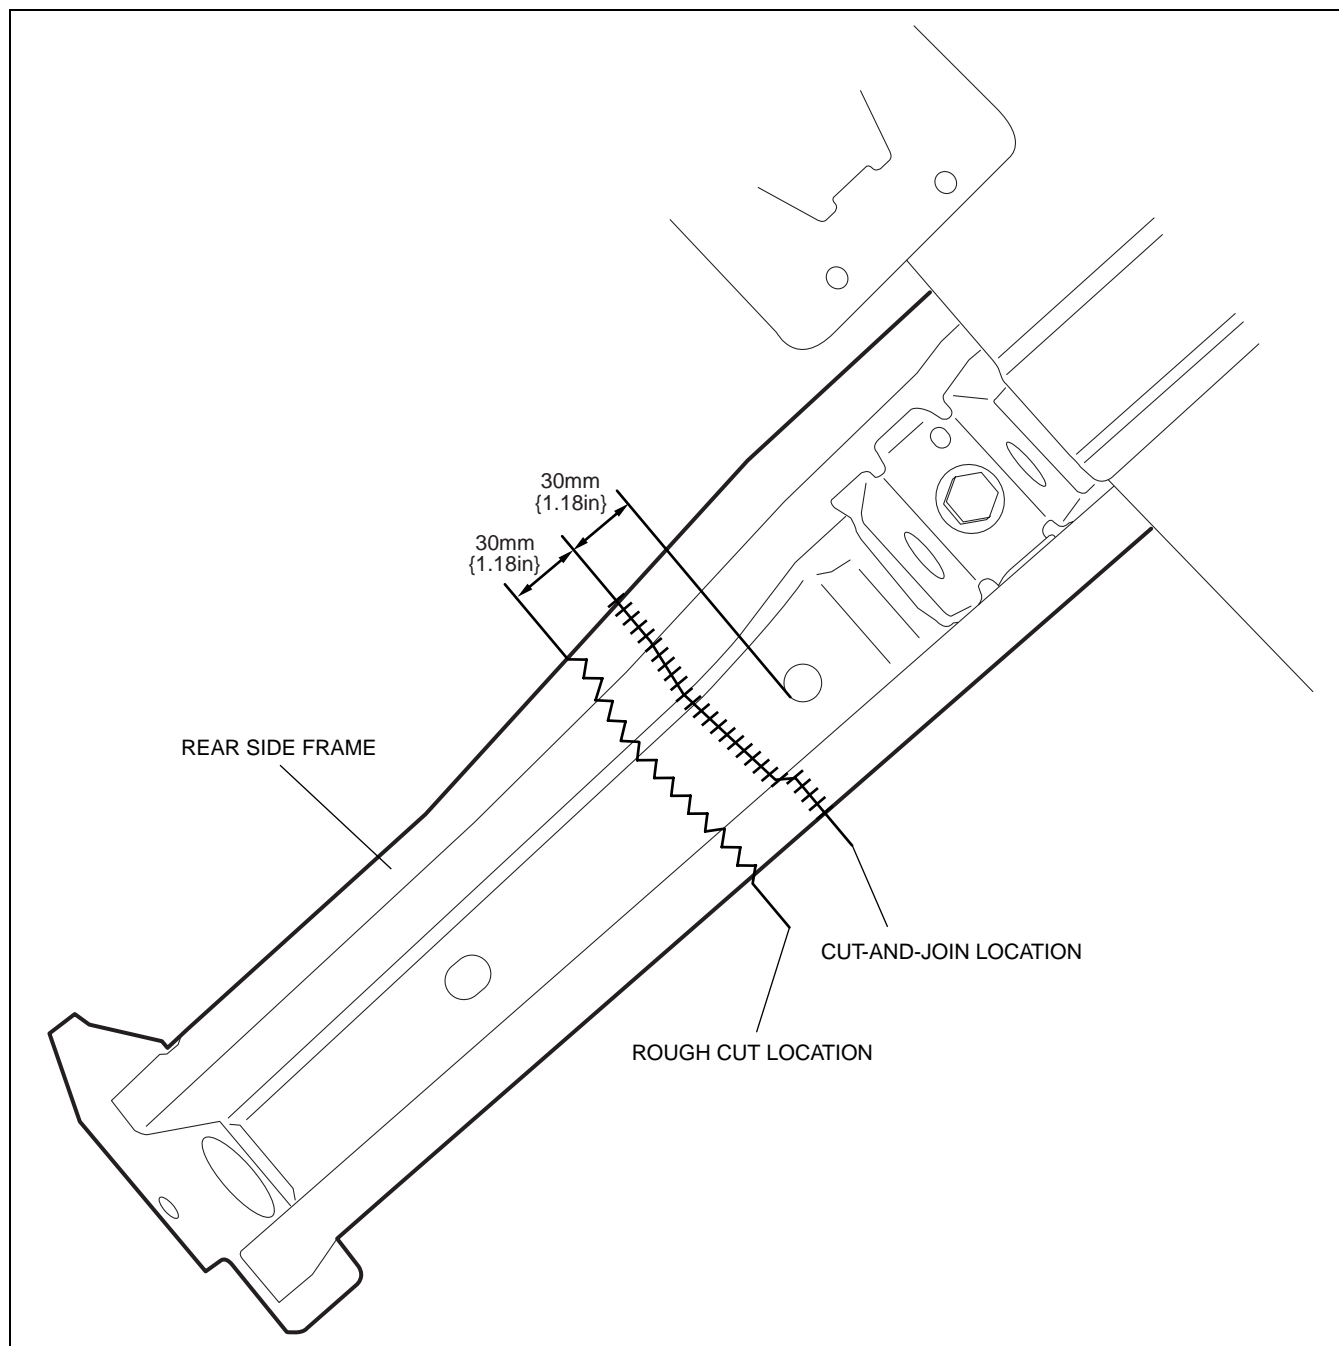 30mm
{1.18in}
30mm
{1.18in}
REAR SIDE FRAME
CUT-AND-JOIN LOCATION
ROUGH CUT LOCATION